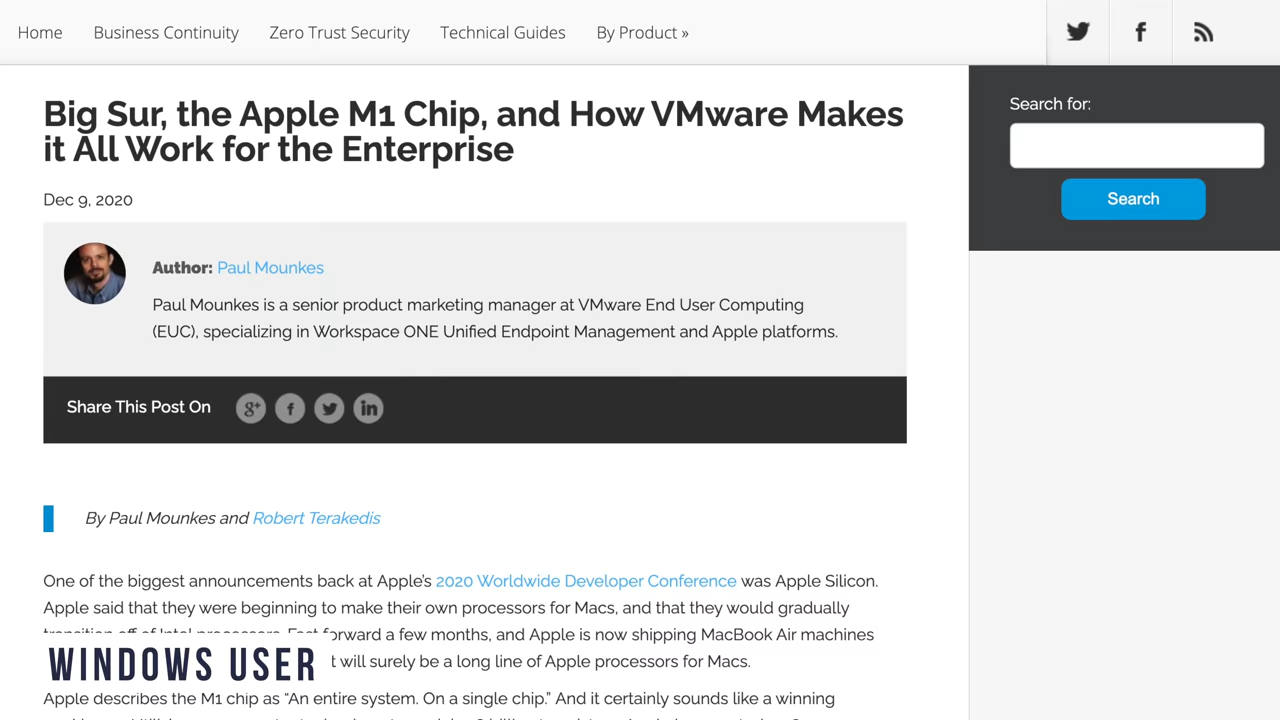 Home Business Continuity Zero Trust Security Technical Guides By Product »
Big Sur, the Apple M1 Chip, and How VMware Makes
it All Work for the Enterprise
Search for:
Search
Dec 9, 2020
Author: Paul Mounkes
Paul Mounkes is a senior product marketing manager at VMware End User Computing
(EUC), specializing in Workspace ONE Unified Endpoint Management and Apple platforms.
Share This Post On
By Paul Mounkes and Robert Terakedis
One of the biggest announcements back at Apple's 2020 Worldwide Developer Conference was Apple Silicon.
Apple said that they were beginning to make their own processors for Macs, and that they would gradually
transition off of Intel processors. Fast forward a few months, and Apple is now shipping MacBook Air machines
WINDOWS USER
t will surely be a long line of Apple processors for Macs.
Apple describes the M1 chip as “An entire system. On a single chip.” And it certainly sounds like a winning